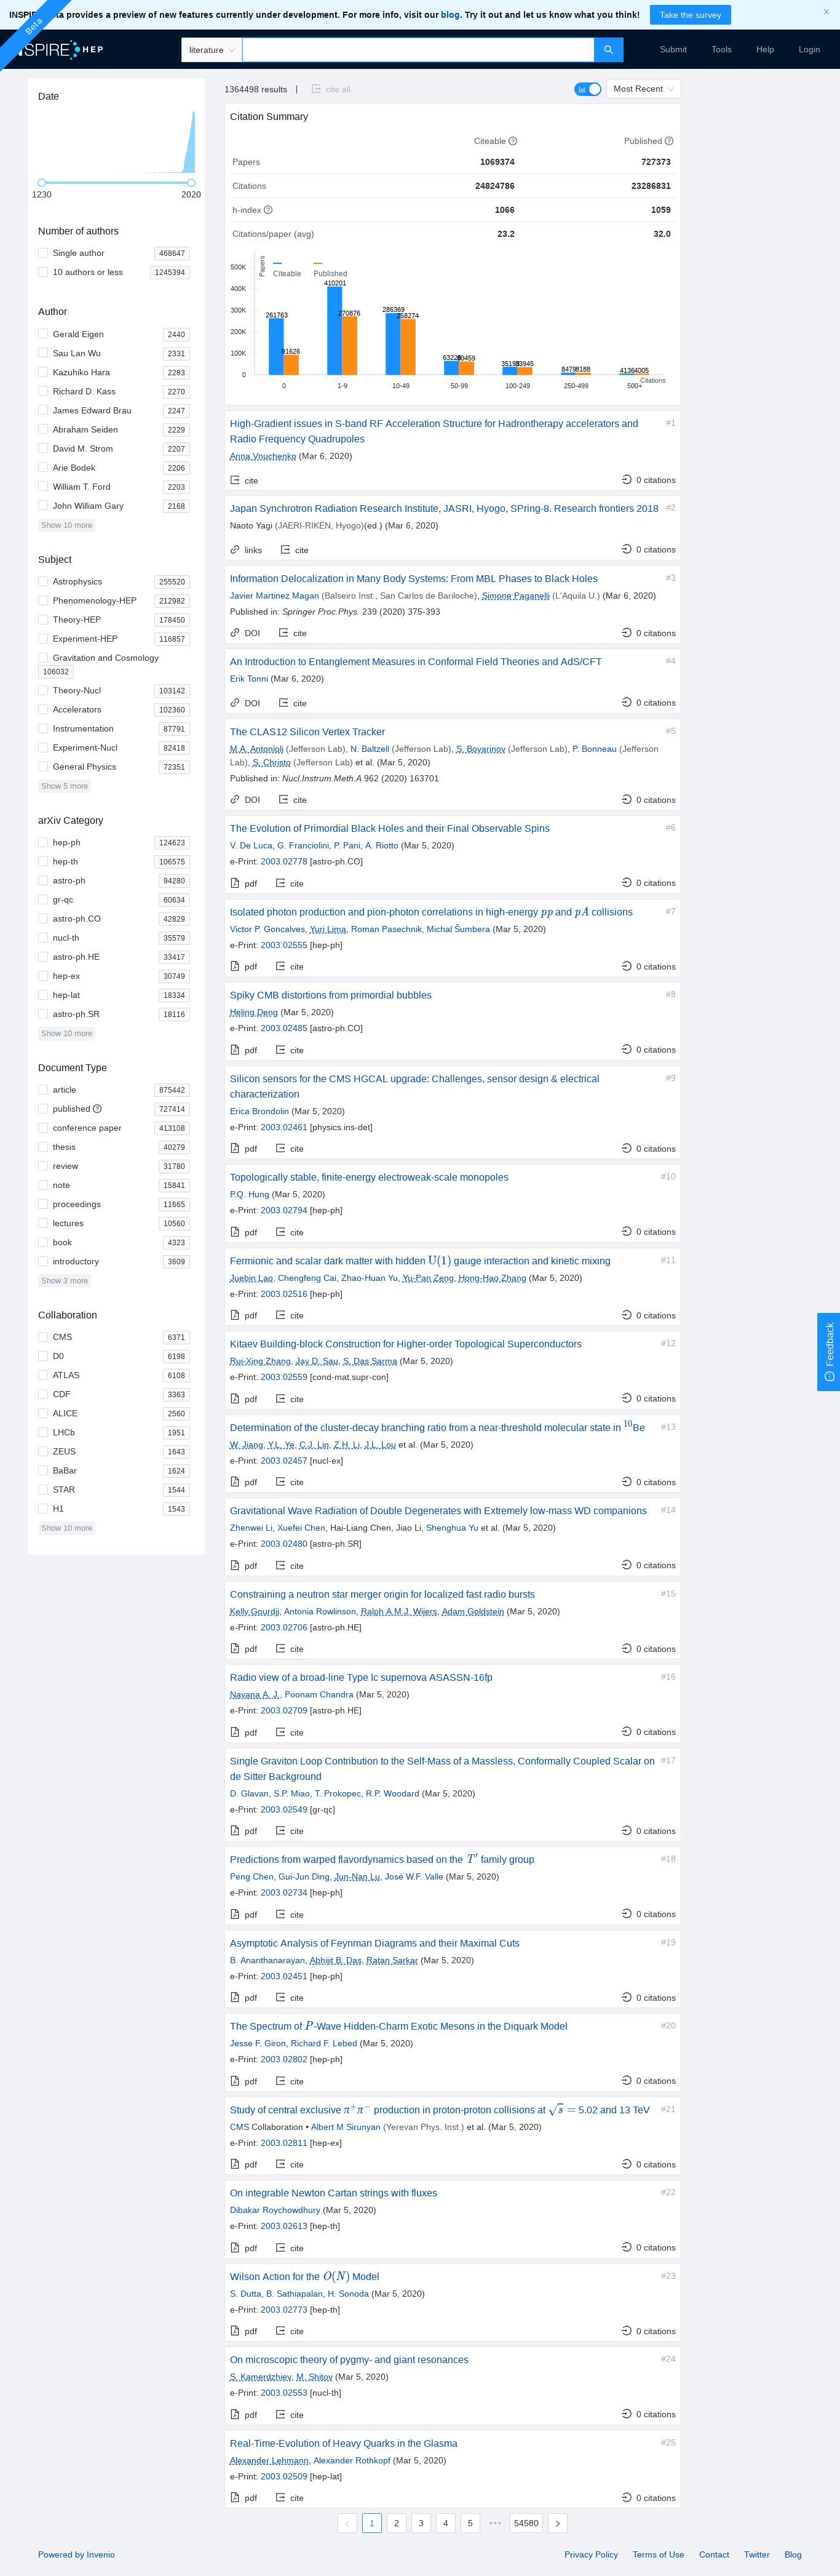 INSPIRE beta provides a preview of new features currently under development. For more info, visit our blog. Try it out and let us know what you think! Take the survey
Beta
INSPIRE HEP
literature
Submit Tools Help Login
Date
1230 2020
Number of authors
Single author 468647
10 authors or less 1245394
Author
Gerald Eigen 2440
Sau Lan Wu 2331
Kazuhiko Hara 2283
Richard D. Kass 2270
James Edward Brau 2247
Abraham Seiden 2229
David M. Strom 2207
Arie Bodek 2206
William T. Ford 2203
John William Gary 2168
Show 10 more
Subject
Astrophysics 255520
Phenomenology-HEP 212982
Theory-HEP 178450
Experiment-HEP 116857
Gravitation and Cosmology
106032
Theory-Nucl 103142
Accelerators 102360
Instrumentation 87791
Experiment-Nucl 82418
General Physics 72351
Show 5 more
arXiv Category
hep-ph 124623
hep-th 106575
astro-ph 94280
gr-qc 60634
astro-ph.CO 42829
nucl-th 35579
astro-ph.HE 33417
hep-ex 30749
hep-lat 18334
astro-ph.SR 18116
Show 10 more
Document Type
article 875442
published 727414
conference paper 413108
thesis 40279
review 31780
note 15841
proceedings 11665
lectures 10560
book 4323
introductory 3609
Show 3 more
Collaboration
CMS 6371
D0 6198
ATLAS 6108
CDF 3363
ALICE 2560
LHCb 1951
ZEUS 1643
BaBar 1624
STAR 1544
H1 1543
Show 10 more
1364498 results | cite all
Most Recent
Citation Summary
Citeable Published
Papers 1069374 727373
Citations 24824786 23286831
h-index 1066 1059
Citations/paper (avg) 23.2 32.0
Papers
Citeable Published
500K
400K
300K
200K
100K
0
261763 91626 410201 270876 286369 258274 63228 60459 35193 33945 8479 8188 4136 4005
0 1-9 10-49 50-99 100-249 250-499 500+
Citations
High-Gradient issues in S-band RF Acceleration Structure for Hadrontherapy accelerators and #1
Radio Frequency Quadrupoles
Anna Vnuchenko (Mar 6, 2020)
cite 0 citations
Japan Synchrotron Radiation Research Institute, JASRI, Hyogo, SPring-8. Research frontiers 2018 #2
Naoto Yagi (JAERI-RIKEN, Hyogo)(ed.) (Mar 6, 2020)
links cite 0 citations
Information Delocalization in Many Body Systems: From MBL Phases to Black Holes #3
Javier Martinez Magan (Balseiro Inst., San Carlos de Bariloche), Simone Paganelli (L'Aquila U.) (Mar 6, 2020)
Published in: Springer Proc.Phys. 239 (2020) 375-393
DOI cite 0 citations
An Introduction to Entanglement Measures in Conformal Field Theories and AdS/CFT #4
Erik Tonni (Mar 6, 2020)
DOI cite 0 citations
The CLAS12 Silicon Vertex Tracker #5
M.A. Antonioli (Jefferson Lab), N. Baltzell (Jefferson Lab), S. Boyarinov (Jefferson Lab), P. Bonneau (Jefferson
Lab), S. Christo (Jefferson Lab) et al. (Mar 5, 2020)
Published in: Nucl.Instrum.Meth.A 962 (2020) 163701
DOI cite 0 citations
The Evolution of Primordial Black Holes and their Final Observable Spins #6
V. De Luca, G. Franciolini, P. Pani, A. Riotto (Mar 5, 2020)
e-Print: 2003.02778 [astro-ph.CO]
pdf cite 0 citations
Isolated photon production and pion-photon correlations in high-energy pp and pA collisions #7
Victor P. Goncalves, Yuri Lima, Roman Pasechnik, Michal Šumbera (Mar 5, 2020)
e-Print: 2003.02555 [hep-ph]
pdf cite 0 citations
Spiky CMB distortions from primordial bubbles #8
Heling Deng (Mar 5, 2020)
e-Print: 2003.02485 [astro-ph.CO]
pdf cite 0 citations
Silicon sensors for the CMS HGCAL upgrade: Challenges, sensor design & electrical #9
characterization
Erica Brondolin (Mar 5, 2020)
e-Print: 2003.02461 [physics.ins-det]
pdf cite 0 citations
Topologically stable, finite-energy electroweak-scale monopoles #10
P.Q. Hung (Mar 5, 2020)
e-Print: 2003.02794 [hep-ph]
pdf cite 0 citations
Fermionic and scalar dark matter with hidden U(1) gauge interaction and kinetic mixing #11
Juebin Lao, Chengfeng Cai, Zhao-Huan Yu, Yu-Pan Zeng, Hong-Hao Zhang (Mar 5, 2020)
e-Print: 2003.02516 [hep-ph]
pdf cite 0 citations
Kitaev Building-block Construction for Higher-order Topological Superconductors #12
Rui-Xing Zhang, Jay D. Sau, S. Das Sarma (Mar 5, 2020)
e-Print: 2003.02559 [cond-mat.supr-con]
pdf cite 0 citations
Determination of the cluster-decay branching ratio from a near-threshold molecular state in ¹⁰Be #13
W. Jiang, Y.L. Ye, C.J. Lin, Z.H. Li, J.L. Lou et al. (Mar 5, 2020)
e-Print: 2003.02457 [nucl-ex]
pdf cite 0 citations
Gravitational Wave Radiation of Double Degenerates with Extremely low-mass WD companions #14
Zhenwei Li, Xuefei Chen, Hai-Liang Chen, Jiao Li, Shenghua Yu et al. (Mar 5, 2020)
e-Print: 2003.02480 [astro-ph.SR]
pdf cite 0 citations
Constraining a neutron star merger origin for localized fast radio bursts #15
Kelly Gourdji, Antonia Rowlinson, Ralph A.M.J. Wijers, Adam Goldstein (Mar 5, 2020)
e-Print: 2003.02706 [astro-ph.HE]
pdf cite 0 citations
Radio view of a broad-line Type Ic supernova ASASSN-16fp #16
Nayana A. J., Poonam Chandra (Mar 5, 2020)
e-Print: 2003.02709 [astro-ph.HE]
pdf cite 0 citations
Single Graviton Loop Contribution to the Self-Mass of a Massless, Conformally Coupled Scalar on #17
de Sitter Background
D. Glavan, S.P. Miao, T. Prokopec, R.P. Woodard (Mar 5, 2020)
e-Print: 2003.02549 [gr-qc]
pdf cite 0 citations
Predictions from warped flavordynamics based on the T′ family group #18
Peng Chen, Gui-Jun Ding, Jun-Nan Lu, José W.F. Valle (Mar 5, 2020)
e-Print: 2003.02734 [hep-ph]
pdf cite 0 citations
Asymptotic Analysis of Feynman Diagrams and their Maximal Cuts #19
B. Ananthanarayan, Abhijit B. Das, Ratan Sarkar (Mar 5, 2020)
e-Print: 2003.02451 [hep-ph]
pdf cite 0 citations
The Spectrum of P-Wave Hidden-Charm Exotic Mesons in the Diquark Model #20
Jesse F. Giron, Richard F. Lebed (Mar 5, 2020)
e-Print: 2003.02802 [hep-ph]
pdf cite 0 citations
Study of central exclusive π⁺π⁻ production in proton-proton collisions at √s = 5.02 and 13 TeV #21
CMS Collaboration • Albert M Sirunyan (Yerevan Phys. Inst.) et al. (Mar 5, 2020)
e-Print: 2003.02811 [hep-ex]
pdf cite 0 citations
On integrable Newton Cartan strings with fluxes #22
Dibakar Roychowdhury (Mar 5, 2020)
e-Print: 2003.02613 [hep-th]
pdf cite 0 citations
Wilson Action for the O(N) Model #23
S. Dutta, B. Sathiapalan, H. Sonoda (Mar 5, 2020)
e-Print: 2003.02773 [hep-th]
pdf cite 0 citations
On microscopic theory of pygmy- and giant resonances #24
S. Kamerdzhiev, M. Shitov (Mar 5, 2020)
e-Print: 2003.02553 [nucl-th]
pdf cite 0 citations
Real-Time-Evolution of Heavy Quarks in the Glasma #25
Alexander Lehmann, Alexander Rothkopf (Mar 5, 2020)
e-Print: 2003.02509 [hep-lat]
pdf cite 0 citations
1 2 3 4 5 ••• 54580
Feedback
Powered by Invenio Privacy Policy Terms of Use Contact Twitter Blog